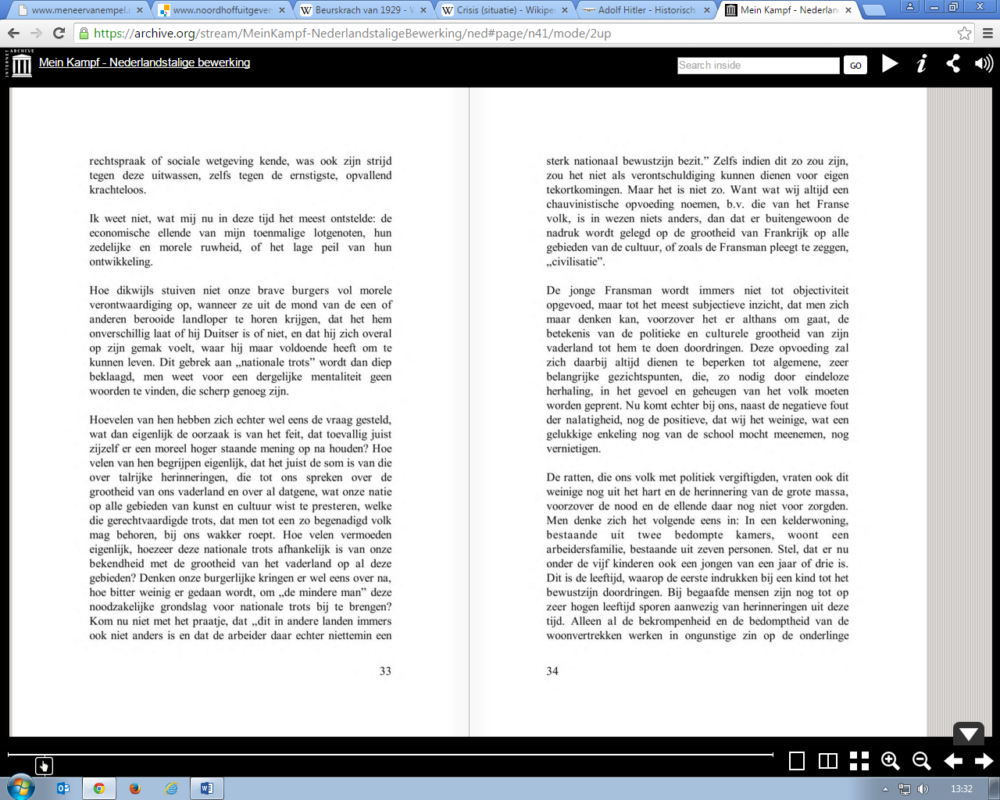 www.meneervanempel.n
www.noordhoffuitgevers
Beurskrach van 1929 - W
Crisis (situatie) - Wikipe
Adolf Hitler - Historisch
Mein Kampf - Nederlan
https://archive.org/stream/MeinKampf-NederlandstaligeBewerking/ned#page/n41/mode/2up
INTERNET ARCHIVE
Mein Kampf - Nederlandstalige bewerking
Search inside
GO
rechtspraak of sociale wetgeving kende, was ook zijn strijd
tegen deze uitwassen, zelfs tegen de ernstigste, opvallend
krachteloos.
Ik weet niet, wat mij nu in deze tijd het meest ontstelde: de
economische ellende van mijn toenmalige lotgenoten, hun
zedelijke en morele ruwheid, of het lage peil van hun
ontwikkeling.
Hoe dikwijls stuiven niet onze brave burgers vol morele
verontwaardiging op, wanneer ze uit de mond van de een of
anderen berooide landloper te horen krijgen, dat het hem
onverschillig laat of hij Duitser is of niet, en dat hij zich overal
op zijn gemak voelt, waar hij maar voldoende heeft om te
kunnen leven. Dit gebrek aan „nationale trots” wordt dan diep
beklaagd, men weet voor een dergelijke mentaliteit geen
woorden te vinden, die scherp genoeg zijn.
Hoevelen van hen hebben zich echter wel eens de vraag gesteld,
wat dan eigenlijk de oorzaak is van het feit, dat toevallig juist
zijzelf er een moreel hoger staande mening op na houden? Hoe
velen van hen begrijpen eigenlijk, dat het juist de som is van die
over talrijke herinneringen, die tot ons spreken over de
grootheid van ons vaderland en over al datgene, wat onze natie
op alle gebieden van kunst en cultuur wist te presteren, welke
die gerechtvaardigde trots, dat men tot een zo begenadigd volk
mag behoren, bij ons wakker roept. Hoe velen vermoeden
eigenlijk, hoezeer deze nationale trots afhankelijk is van onze
bekendheid met de grootheid van het vaderland op al deze
gebieden? Denken onze burgerlijke kringen er wel eens over na,
hoe bitter weinig er gedaan wordt, om „de mindere man” deze
noodzakelijke grondslag voor nationale trots bij te brengen?
Kom nu niet met het praatje, dat „dit in andere landen immers
ook niet anders is en dat de arbeider daar echter niettemin een
33
sterk nationaal bewustzijn bezit.” Zelfs indien dit zo zou zijn,
zou het niet als verontschuldiging kunnen dienen voor eigen
tekortkomingen. Maar het is niet zo. Want wat wij altijd een
chauvinistische opvoeding noemen, b.v. die van het Franse
volk, is in wezen niets anders, dan dat er buitengewoon de
nadruk wordt gelegd op de grootheid van Frankrijk op alle
gebieden van de cultuur, of zoals de Fransman pleegt te zeggen,
„civilisatie”.
De jonge Fransman wordt immers niet tot objectiviteit
opgevoed, maar tot het meest subjectieve inzicht, dat men zich
maar denken kan, voorzover het er althans om gaat, de
betekenis van de politieke en culturele grootheid van zijn
vaderland tot hem te doen doordringen. Deze opvoeding zal
zich daarbij altijd dienen te beperken tot algemene, zeer
belangrijke gezichtspunten, die, zo nodig door eindeloze
herhaling, in het gevoel en geheugen van het volk moeten
worden geprent. Nu komt echter bij ons, naast de negatieve fout
der nalatigheid, nog de positieve, dat wij het weinige, wat een
gelukkige enkeling nog van de school mocht meenemen, nog
vernietigen.
De ratten, die ons volk met politiek vergiftigden, vraten ook dit
weinige nog uit het hart en de herinnering van de grote massa,
voorzover de nood en de ellende daar nog niet voor zorgden.
Men denke zich het volgende eens in: In een kelderwoning,
bestaande uit twee bedompte kamers, woont een
arbeidersfamilie, bestaande uit zeven personen. Stel, dat er nu
onder de vijf kinderen ook een jongen van een jaar of drie is.
Dit is de leeftijd, waarop de eerste indrukken bij een kind tot het
bewustzijn doordringen. Bij begaafde mensen zijn nog tot op
zeer hogen leeftijd sporen aanwezig van herinneringen uit deze
tijd. Alleen al de bekrompenheid en de bedomptheid van de
woonvertrekken werken in ongunstige zin op de onderlinge
34
13:32